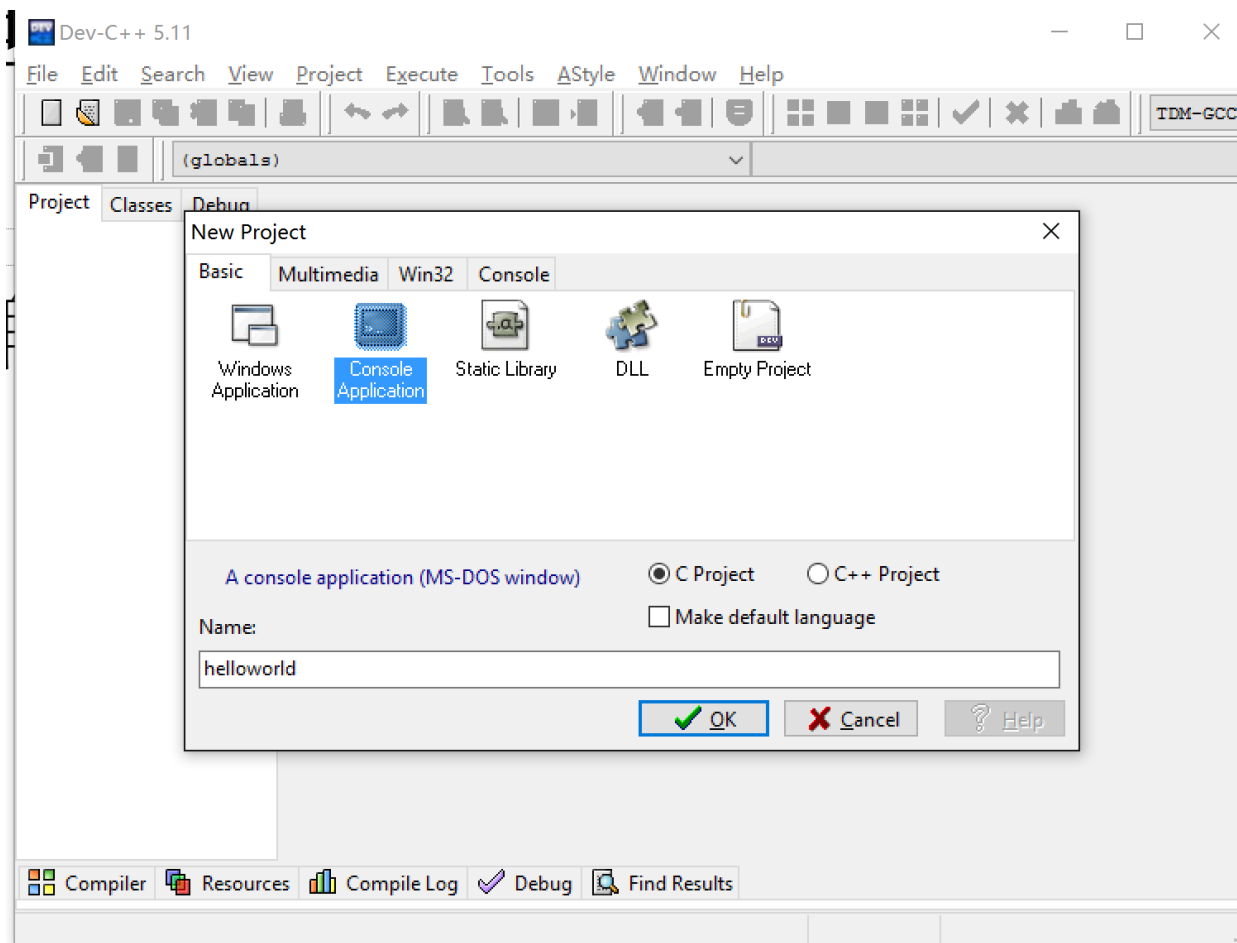 Dev-C++ 5.11
File Edit Search View Project Execute Tools AStyle Window Help
TDM-GCC
(globals)
Project Classes Debug
New Project
Basic Multimedia Win32 Console
Windows Application
Console Application
Static Library
DLL
Empty Project
A console application (MS-DOS window)
C Project C++ Project
Make default language
Name:
helloworld
OK Cancel Help
Compiler Resources Compile Log Debug Find Results